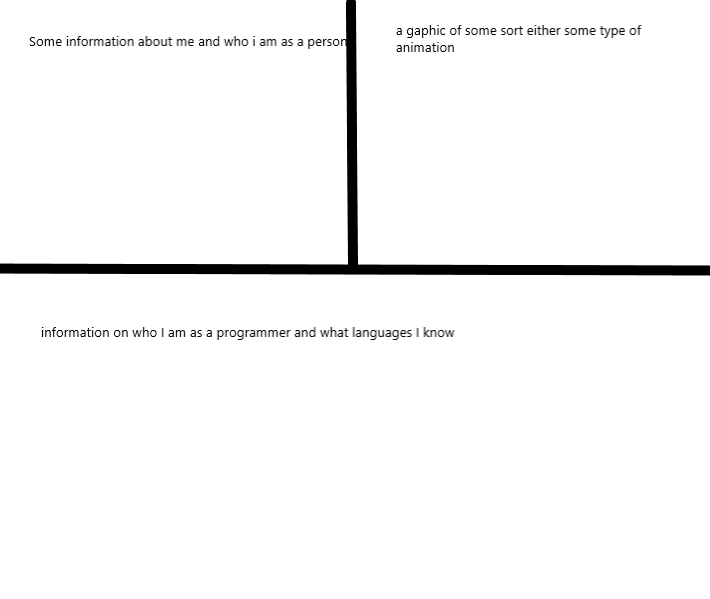 Some information about me and who i am as a person
a gaphic of some sort either some type of
animation
information on who I am as a programmer and what languages I know